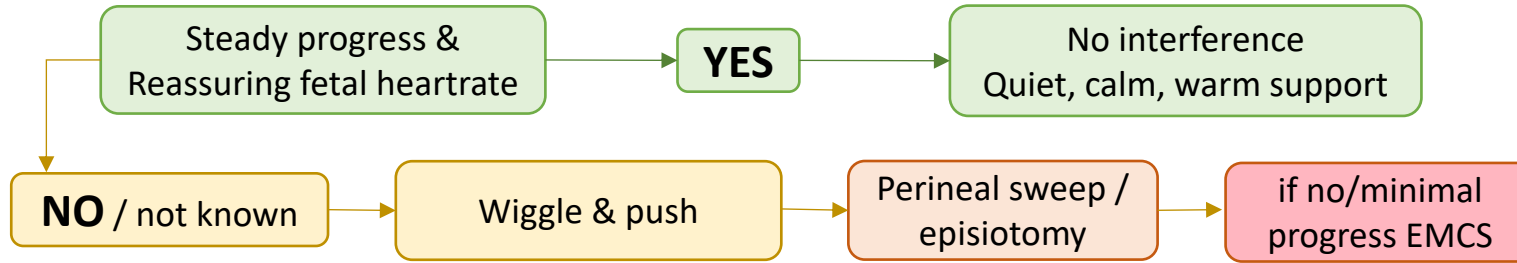 Steady progress &
Reassuring fetal heartrate
YES
No interference
Quiet, calm, warm support
NO / not known
Wiggle & push
Perineal sweep /
episiotomy
if no/minimal
progress EMCS